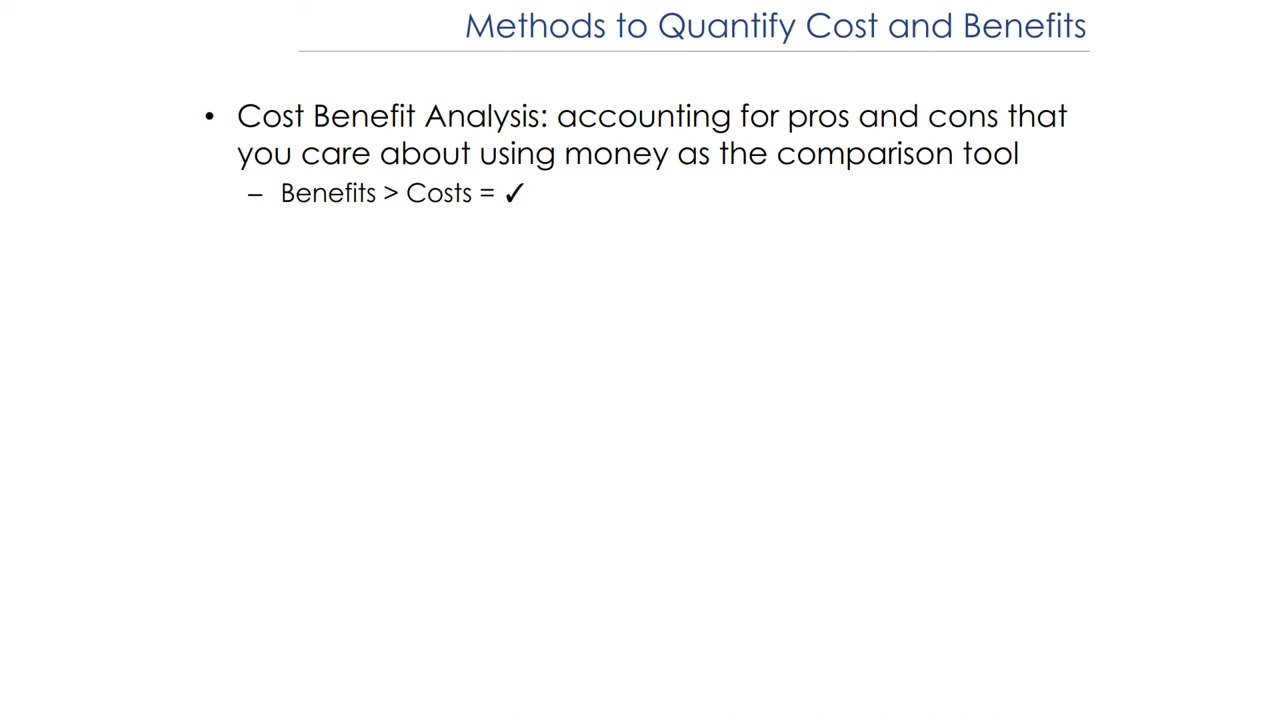 Methods to Quantify Cost and Benefits
• Cost Benefit Analysis: accounting for pros and cons that
you care about using money as the comparison tool
– Benefits > Costs = ✓